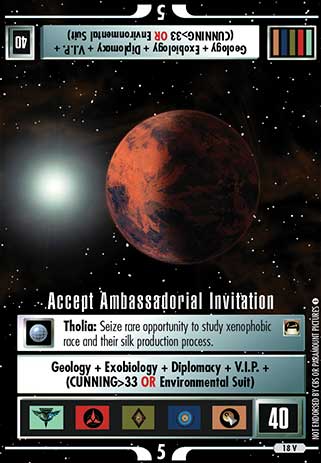 5
Geology + Exobiology + Diplomacy + V.I.P. +
(CUNNING>33 OR Environmental Suit)
40
Accept Ambassadorial Invitation
Tholia: Seize rare opportunity to study xenophobic
race and their silk production process.
Geology + Exobiology + Diplomacy + V.I.P. +
(CUNNING>33 OR Environmental Suit)
40
5
18 V
NOT ENDORSED BY CBS OR PARAMOUNT PICTURES